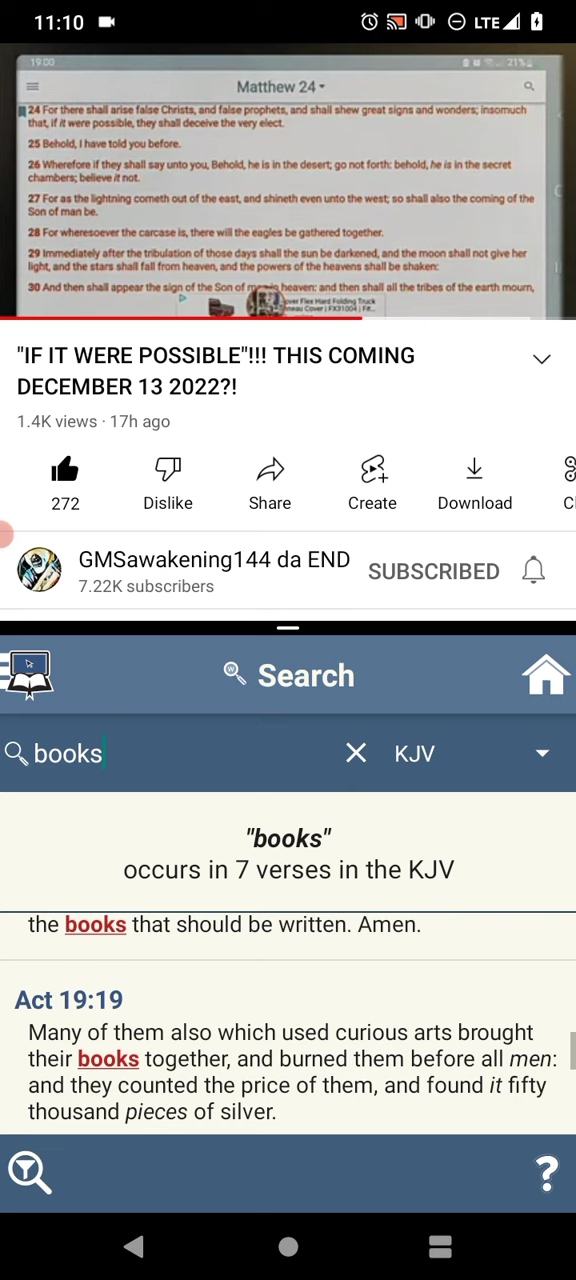 11:10
LTE
19:00
21%
Matthew 24
24 For there shall arise false Christs, and false prophets, and shall shew great signs and wonders; insomuch
that, if it were possible, they shall deceive the very elect.
25 Behold, I have told you before.
26 Wherefore if they shall say unto you, Behold, he is in the desert; go not forth: behold, he is in the secret
chambers; believe it not.
27 For as the lightning cometh out of the east, and shineth even unto the west; so shall also the coming of the
Son of man be.
28 For wheresoever the carcase is, there will the eagles be gathered together.
29 Immediately after the tribulation of those days shall the sun be darkened, and the moon shall not give her
light, and the stars shall fall from heaven, and the powers of the heavens shall be shaken:
30 And then shall appear the sign of the Son of man in heaven: and then shall all the tribes of the earth mourn,
over Flex Hard Folding Truck
nneau Cover | FX31004 | Fit...
"IF IT WERE POSSIBLE"!!! THIS COMING
DECEMBER 13 2022?!
1.4K views · 17h ago
272
Dislike
Share
Create
Download
Cl
GMSawakening144 da END
7.22K subscribers
SUBSCRIBED
Search
books
KJV
"books"
occurs in 7 verses in the KJV
the books that should be written. Amen.
Act 19:19
Many of them also which used curious arts brought
their books together, and burned them before all men:
and they counted the price of them, and found it fifty
thousand pieces of silver.
?